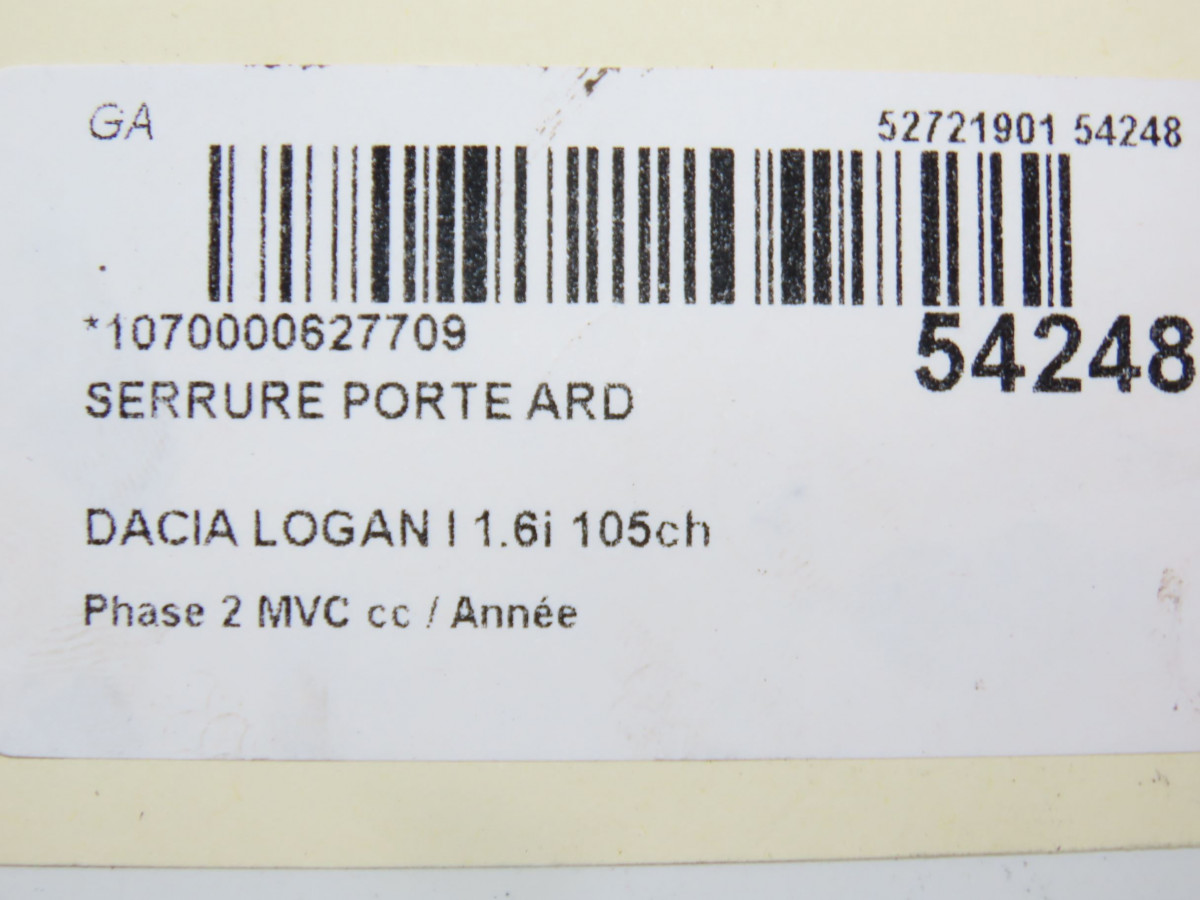 GA
52721901 54248
*1070000627709
54248
SERRURE PORTE ARD
DACIA LOGAN I 1.6i 105ch
Phase 2 MVC cc / Année